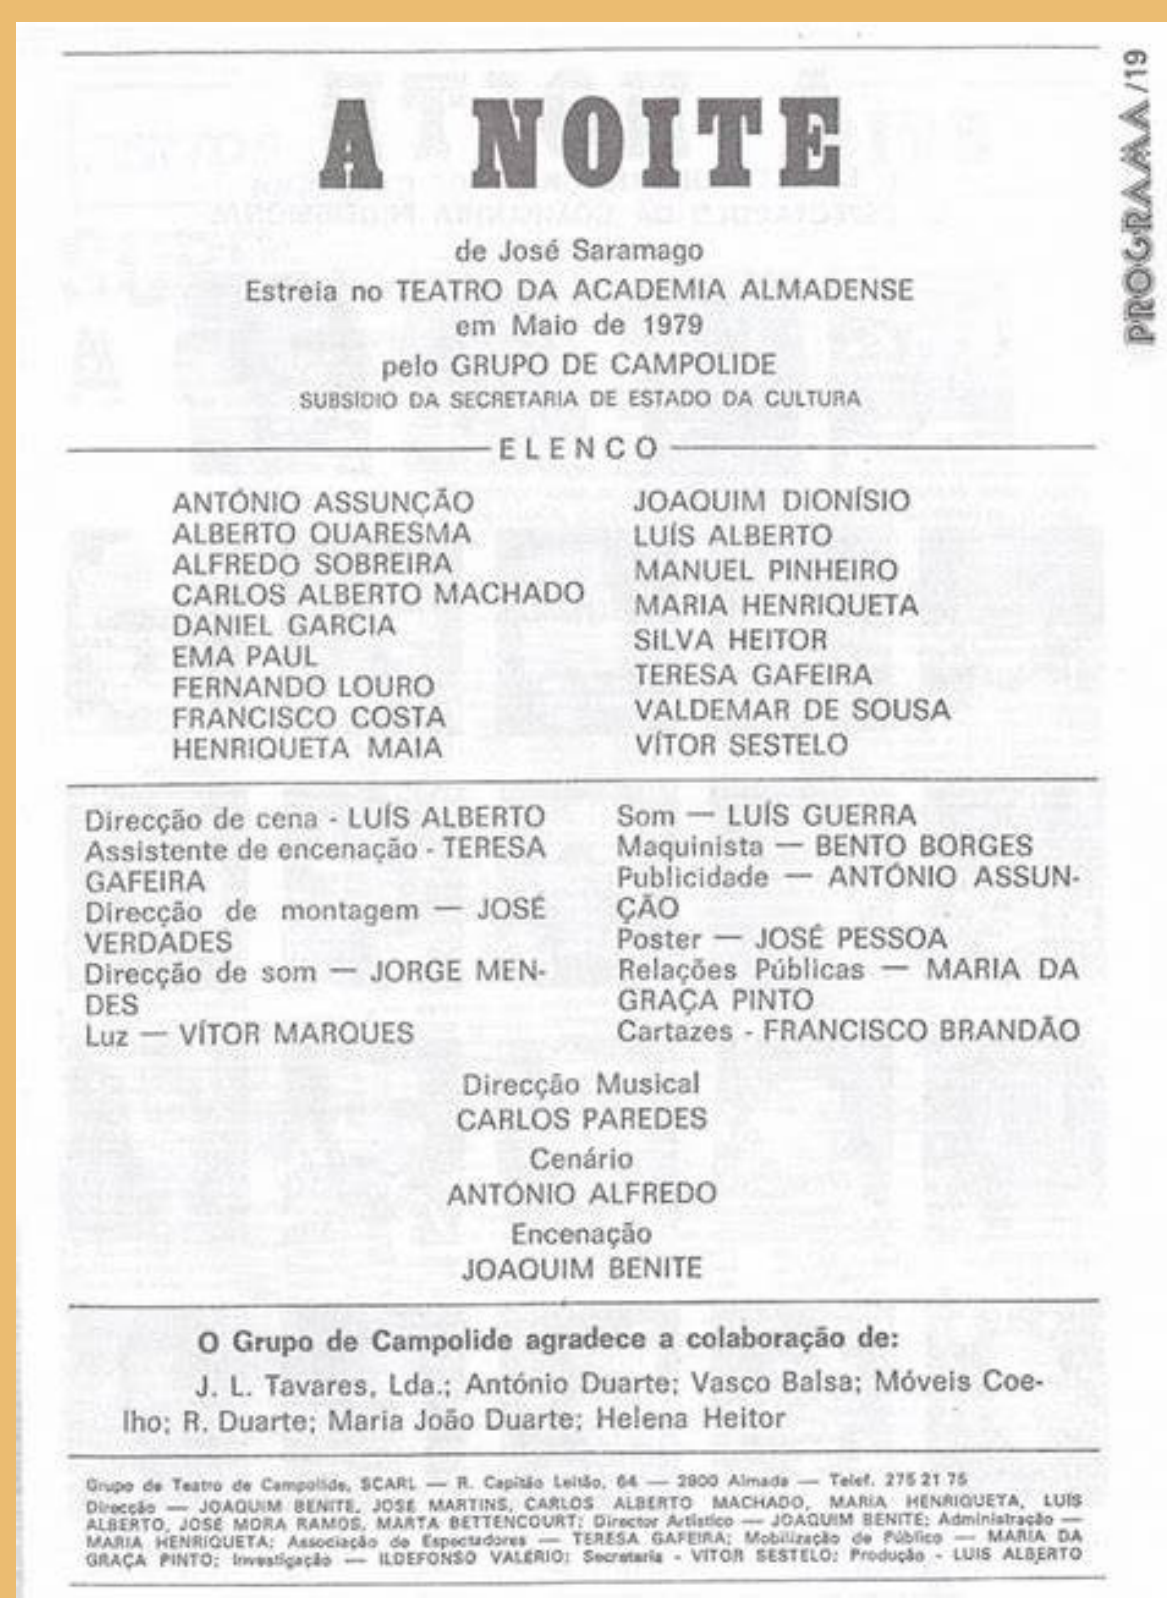 PROGRAMA/19
A NOITE
de José Saramago
Estreia no TEATRO DA ACADEMIA ALMADENSE
em Maio de 1979
pelo GRUPO DE CAMPOLIDE
SUBSÍDIO DA SECRETARIA DE ESTADO DA CULTURA
ELENCO
ANTÓNIO ASSUNÇÃO
ALBERTO QUARESMA
ALFREDO SOBREIRA
CARLOS ALBERTO MACHADO
DANIEL GARCIA
EMA PAUL
FERNANDO LOURO
FRANCISCO COSTA
HENRIQUETA MAIA
JOAQUIM DIONÍSIO
LUÍS ALBERTO
MANUEL PINHEIRO
MARIA HENRIQUETA
SILVA HEITOR
TERESA GAFEIRA
VALDEMAR DE SOUSA
VÍTOR SESTELO
Direcção de cena - LUÍS ALBERTO
Assistente de encenação - TERESA
GAFEIRA
Direcção de montagem — JOSÉ
VERDADES
Direcção de som — JORGE MEN-
DES
Luz — VÍTOR MARQUES
Som — LUÍS GUERRA
Maquinista — BENTO BORGES
Publicidade — ANTÓNIO ASSUN-
ÇÃO
Poster — JOSÉ PESSOA
Relações Públicas — MARIA DA
GRAÇA PINTO
Cartazes - FRANCISCO BRANDÃO
Direcção Musical
CARLOS PAREDES
Cenário
ANTÓNIO ALFREDO
Encenação
JOAQUIM BENITE
O Grupo de Campolide agradece a colaboração de:
J. L. Tavares, Lda.; António Duarte; Vasco Balsa; Móveis Coe-
lho; R. Duarte; Maria João Duarte; Helena Heitor
Grupo de Teatro de Campolide, SCARL — R. Capitão Leitão, 64 — 2800 Almada — Telef. 275 21 75
Direcção — JOAQUIM BENITE, JOSÉ MARTINS, CARLOS ALBERTO MACHADO, MARIA HENRIQUETA, LUÍS
ALBERTO, JOSÉ MORA RAMOS, MARTA BETTENCOURT; Director Artístico — JOAQUIM BENITE; Administração —
MARIA HENRIQUETA; Associação de Espectadores — TERESA GAFEIRA; Mobilização de Público — MARIA DA
GRAÇA PINTO; Investigação — ILDEFONSO VALÉRIO; Secretaria - VÍTOR SESTELO; Produção - LUIS ALBERTO